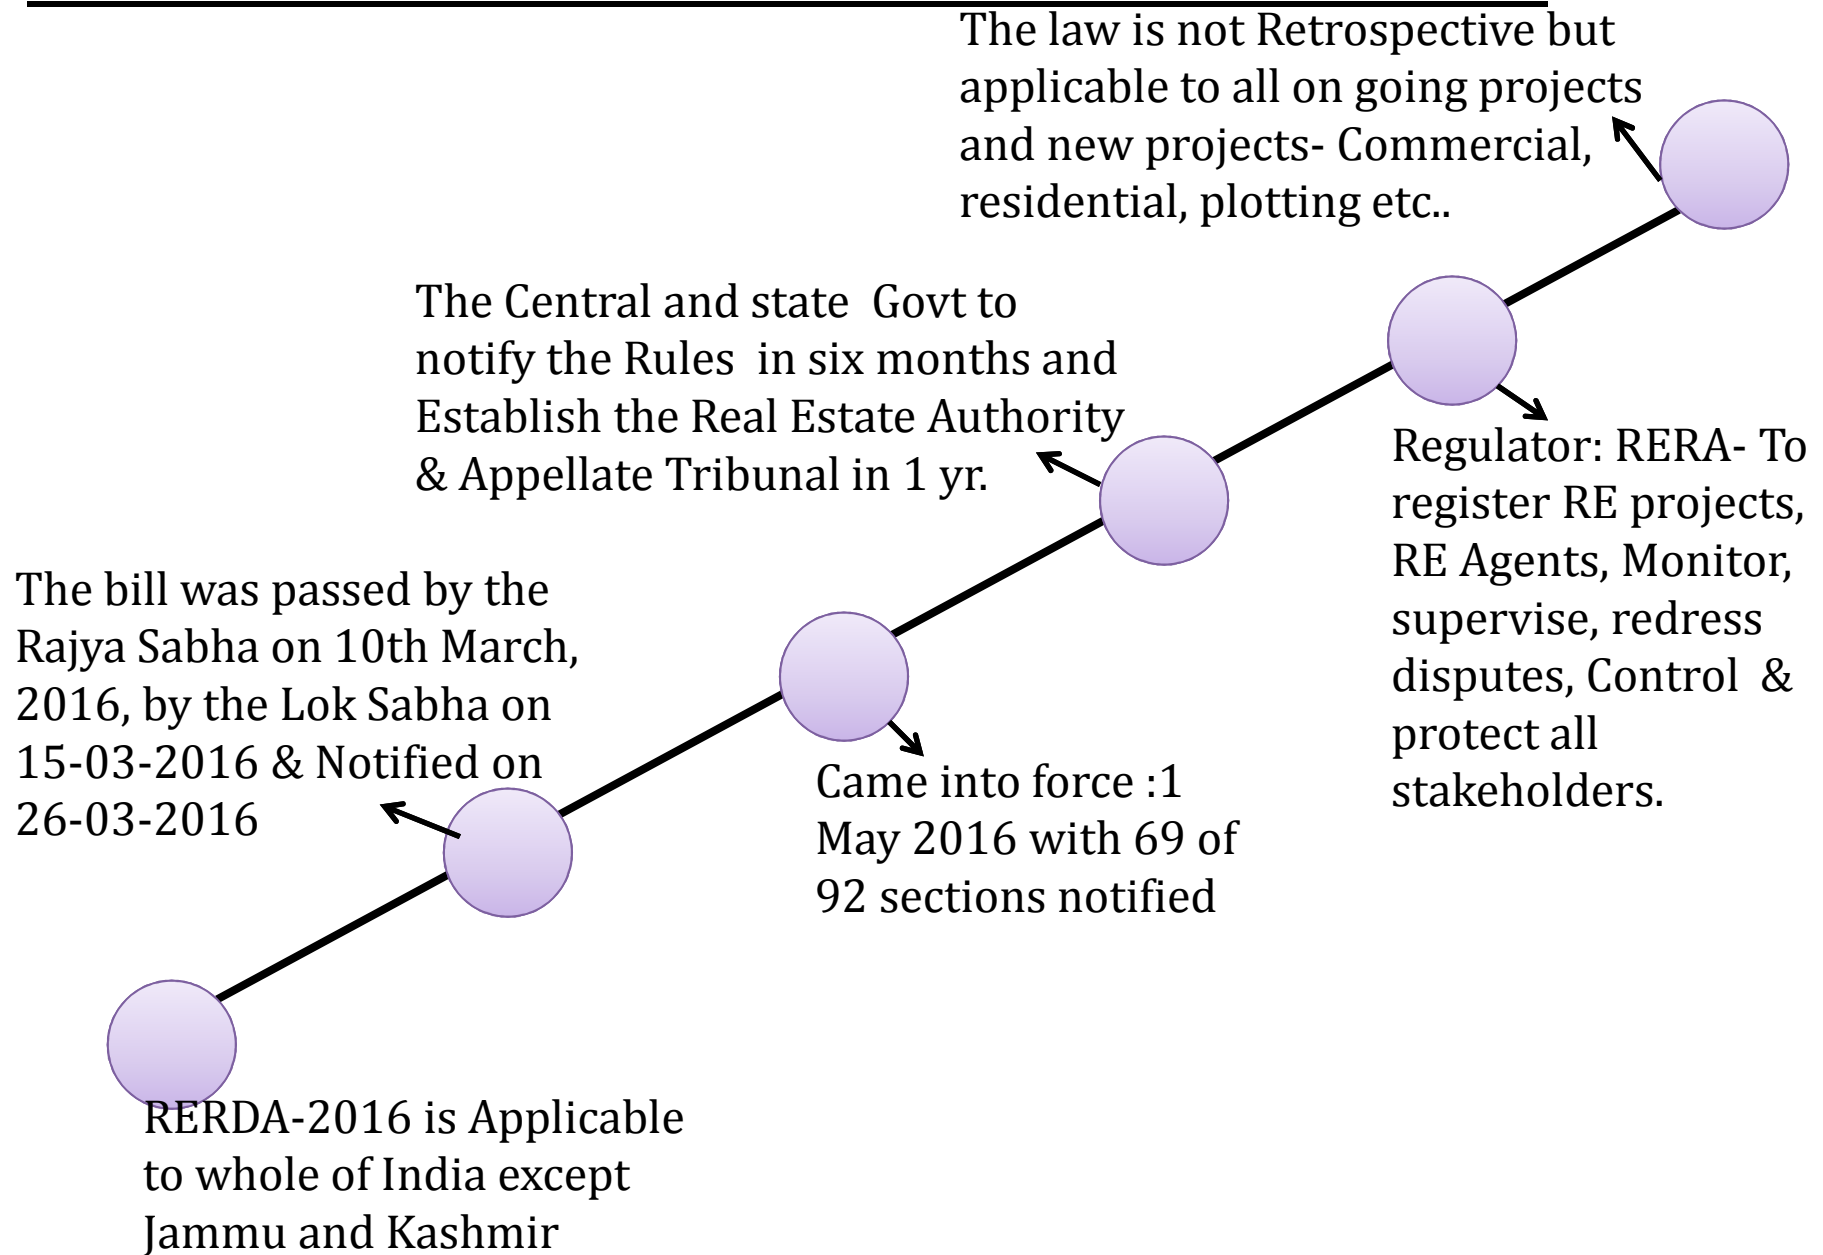 The law is not Retrospective but
applicable to all on going projects
and new projects- Commercial,
residential, plotting etc..
The Central and state Govt to
notify the Rules in six months and
Establish the Real Estate Authority
& Appellate Tribunal in 1 yr.
Regulator: RERA- To
register RE projects,
RE Agents, Monitor,
supervise, redress
disputes, Control &
protect all
stakeholders.
The bill was passed by the
Rajya Sabha on 10th March,
2016, by the Lok Sabha on
15-03-2016 & Notified on
26-03-2016
Came into force :1
May 2016 with 69 of
92 sections notified
RERDA-2016 is Applicable
to whole of India except
Jammu and Kashmir